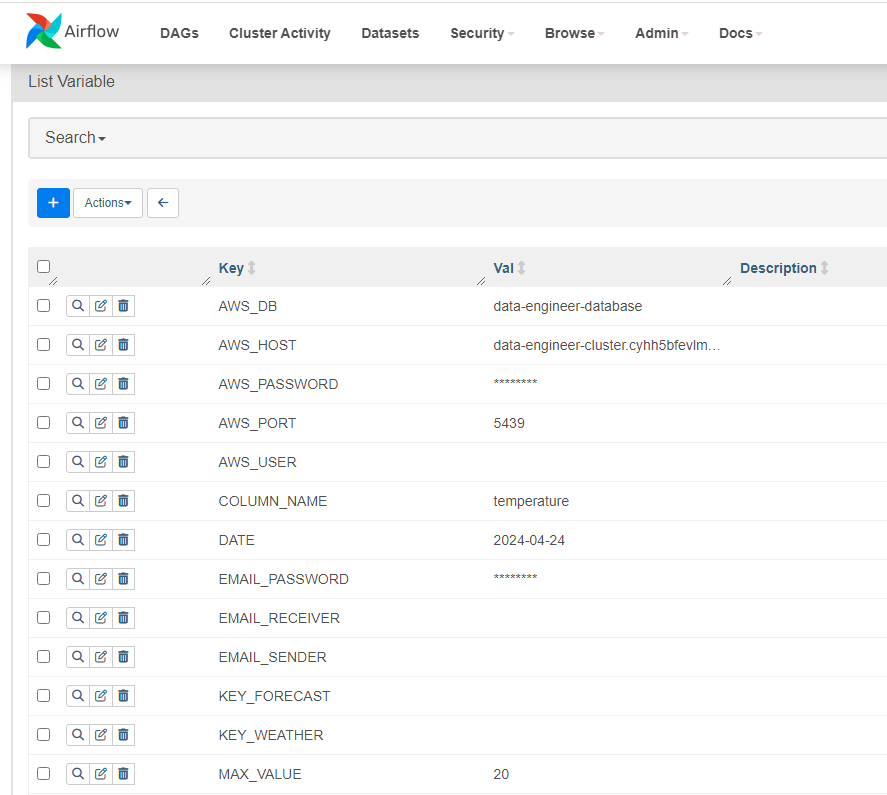 Airflow DAGs Cluster Activity Datasets Security Browse Admin Docs
List Variable
Search
+ Actions ←
Key Val Description
AWS_DB data-engineer-database
AWS_HOST data-engineer-cluster.cyhh5bfevlm…
AWS_PASSWORD ********
AWS_PORT 5439
AWS_USER
COLUMN_NAME temperature
DATE 2024-04-24
EMAIL_PASSWORD ********
EMAIL_RECEIVER
EMAIL_SENDER
KEY_FORECAST
KEY_WEATHER
MAX_VALUE 20